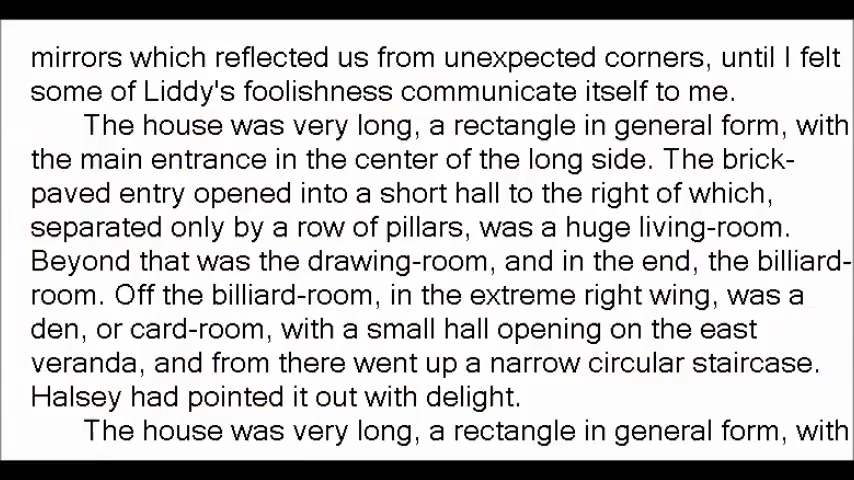 mirrors which reflected us from unexpected corners, until I felt
some of Liddy's foolishness communicate itself to me.
The house was very long, a rectangle in general form, with
the main entrance in the center of the long side. The brick-
paved entry opened into a short hall to the right of which,
separated only by a row of pillars, was a huge living-room.
Beyond that was the drawing-room, and in the end, the billiard-
room. Off the billiard-room, in the extreme right wing, was a
den, or card-room, with a small hall opening on the east
veranda, and from there went up a narrow circular staircase.
Halsey had pointed it out with delight.
The house was very long, a rectangle in general form, with